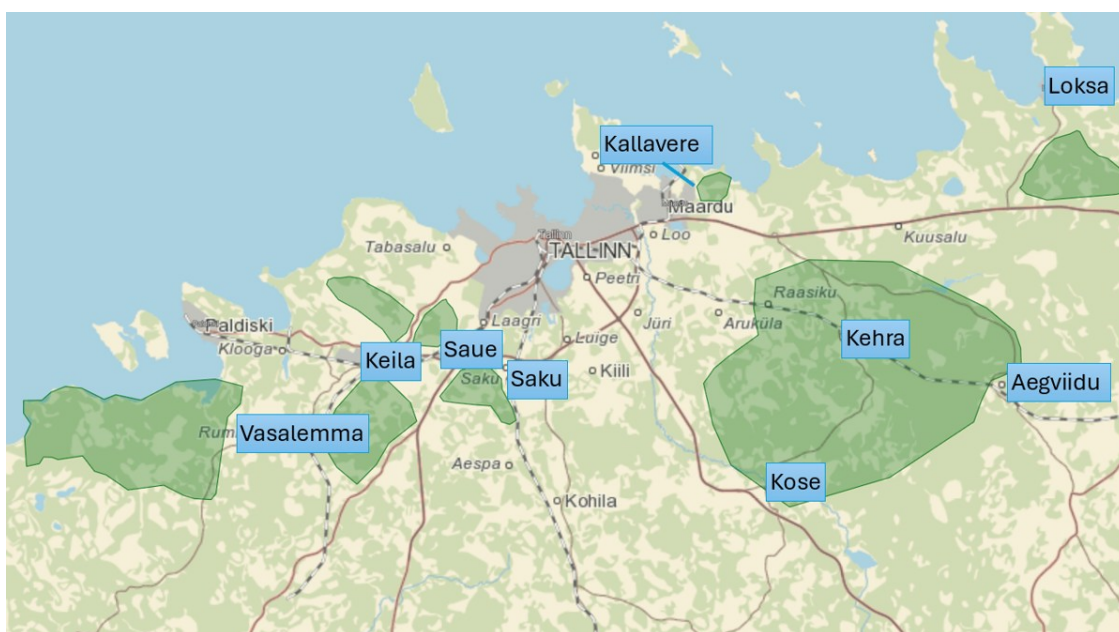 Loksa
Kallavere
Viimsi
Maardu
Kuusalu
Tabasalu
Tallinn
TALLINN
Loo
Peetri
Raasiku
Paldiski
Laagri
Jüri
Aruküla
Klooga
Keila
Saue
Luige
Kehra
Saku
Saku
Kiili
Aegviidu
Vasalemma
Aespa
Kose
Kohila